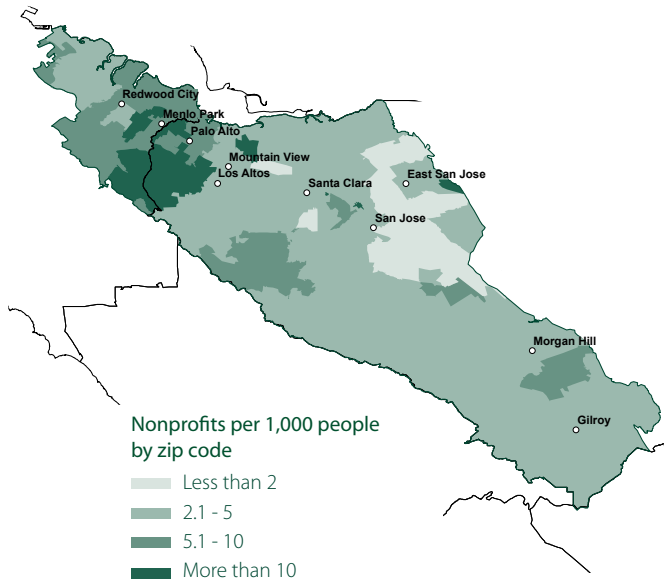 Redwood City
Menlo Park
Palo Alto
Mountain View
Los Altos
Santa Clara
East San Jose
San Jose
Morgan Hill
Gilroy
Nonprofits per 1,000 people
by zip code
Less than 2
2.1 - 5
5.1 - 10
More than 10